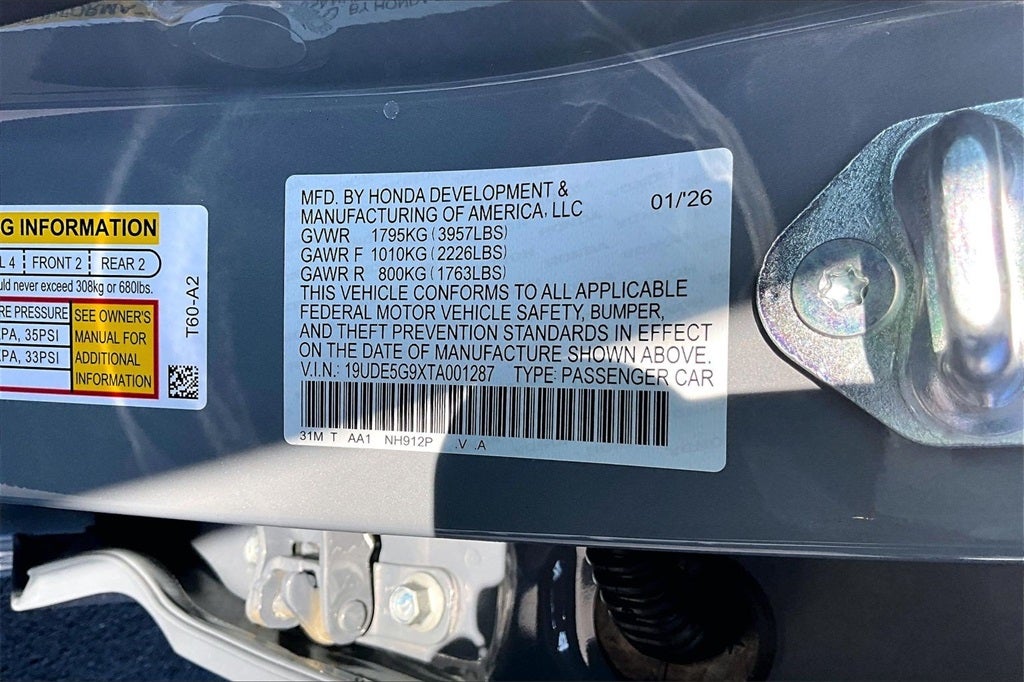 G INFORMATION
L 4 FRONT 2 REAR 2
uld never exceed 308kg or 680lbs.
RE PRESSURE SEE OWNER'S
PA, 35PSI MANUAL FOR
PA, 33PSI ADDITIONAL
INFORMATION
T60-A2
MFD. BY HONDA DEVELOPMENT &
MANUFACTURING OF AMERICA, LLC 01/'26
GVWR 1795KG (3957LBS)
GAWR F 1010KG (2226LBS)
GAWR R 800KG (1763LBS)
THIS VEHICLE CONFORMS TO ALL APPLICABLE
FEDERAL MOTOR VEHICLE SAFETY, BUMPER,
AND THEFT PREVENTION STANDARDS IN EFFECT
ON THE DATE OF MANUFACTURE SHOWN ABOVE.
V.I.N.: 19UDE5G9XTA001287 TYPE: PASSENGER CAR
31M T AA1 NH912P .V .A